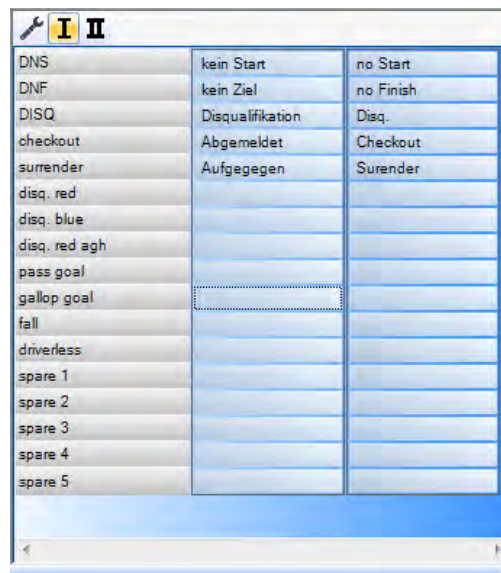 I II
DNS kein Start no Start
DNF kein Ziel no Finish
DISQ Disqualifikation Disq.
checkout Abgemeldet Checkout
surrender Aufgegegen Surender
disq. red
disq. blue
disq. red agh
pass goal
gallop goal
fall
driverless
spare 1
spare 2
spare 3
spare 4
spare 5